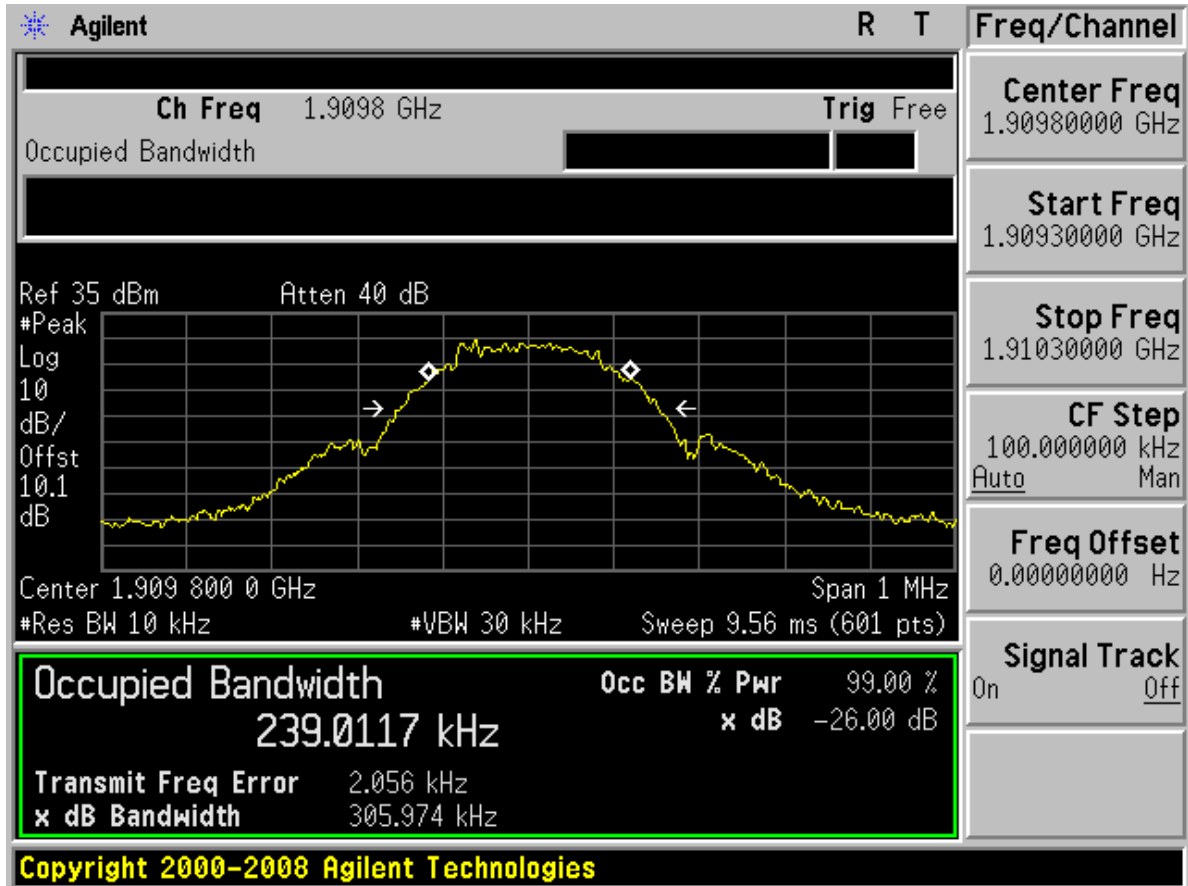 Agilent R T Freq/Channel
Ch Freq 1.9098 GHz Trig Free
Occupied Bandwidth
Center Freq
1.90980000 GHz
Start Freq
1.90930000 GHz
Stop Freq
1.91030000 GHz
CF Step
100.000000 kHz
Auto Man
Freq Offset
0.00000000 Hz
Signal Track
On Off
Ref 35 dBm Atten 40 dB
#Peak
Log
10
dB/
Offst
10.1
dB
Center 1.909 800 0 GHz Span 1 MHz
#Res BW 10 kHz #VBW 30 kHz Sweep 9.56 ms (601 pts)
Occupied Bandwidth
239.0117 kHz
Occ BW % Pwr 99.00 %
x dB -26.00 dB
Transmit Freq Error 2.056 kHz
x dB Bandwidth 305.974 kHz
Copyright 2000-2008 Agilent Technologies